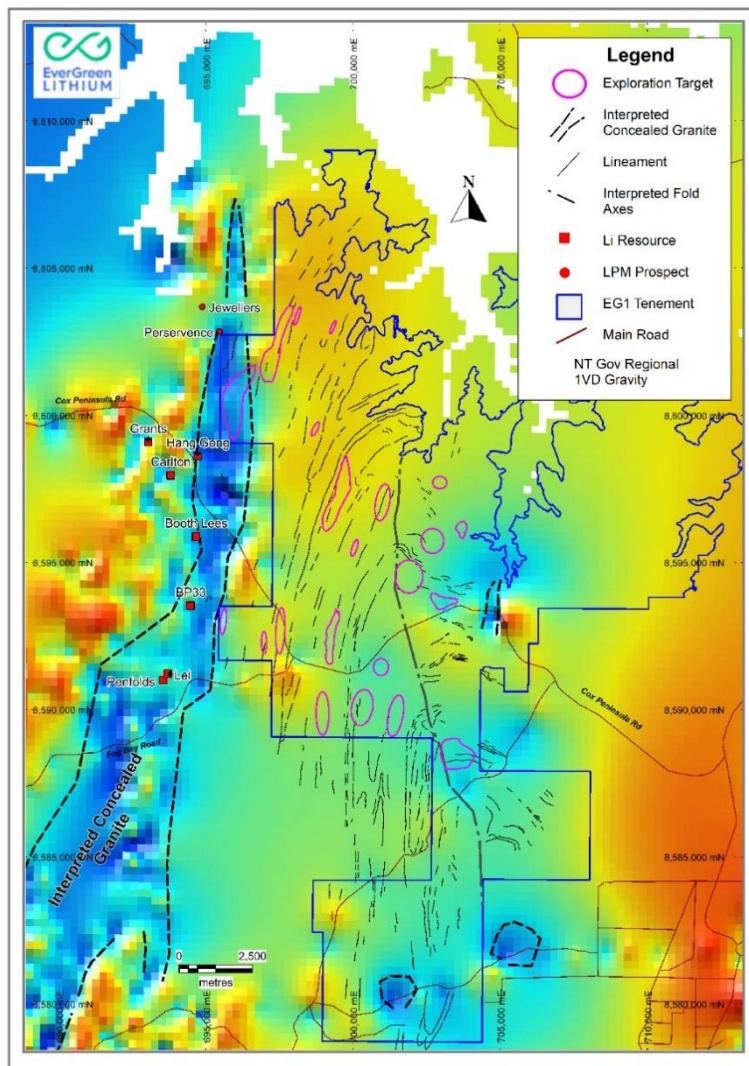 EverGreen
LITHIUM
695,000 mE
700,000 mE
705,000 mE
Legend
Exploration Target
Interpreted
Concealed Granite
Lineament
Interpreted Fold
Axes
Li Resource
LPM Prospect
EG1 Tenement
Main Road
NT Gov Regional
1VD Gravity
N
8,610,000 mN
8,605,000 mN
Jewellers
Perservence
Cox Peninsula Rd
8,600,000 mN
8,600,000 mN
Grants
Hang Gong
Carlton
Booth Lees
8,595,000 mN
8,595,000 mN
BP33
Lei
Penfolds
8,590,000 mN
8,590,000 mN
Cox Peninsula Rd
Fog Bay Road
Interpreted Concealed
Granite
8,585,000 mN
8,585,000 mN
0 2,500
metres
8,580,000 mN
8,580,000 mN
690,000 mE
695,000 mE
700,000 mE
705,000 mE
710,000 mE